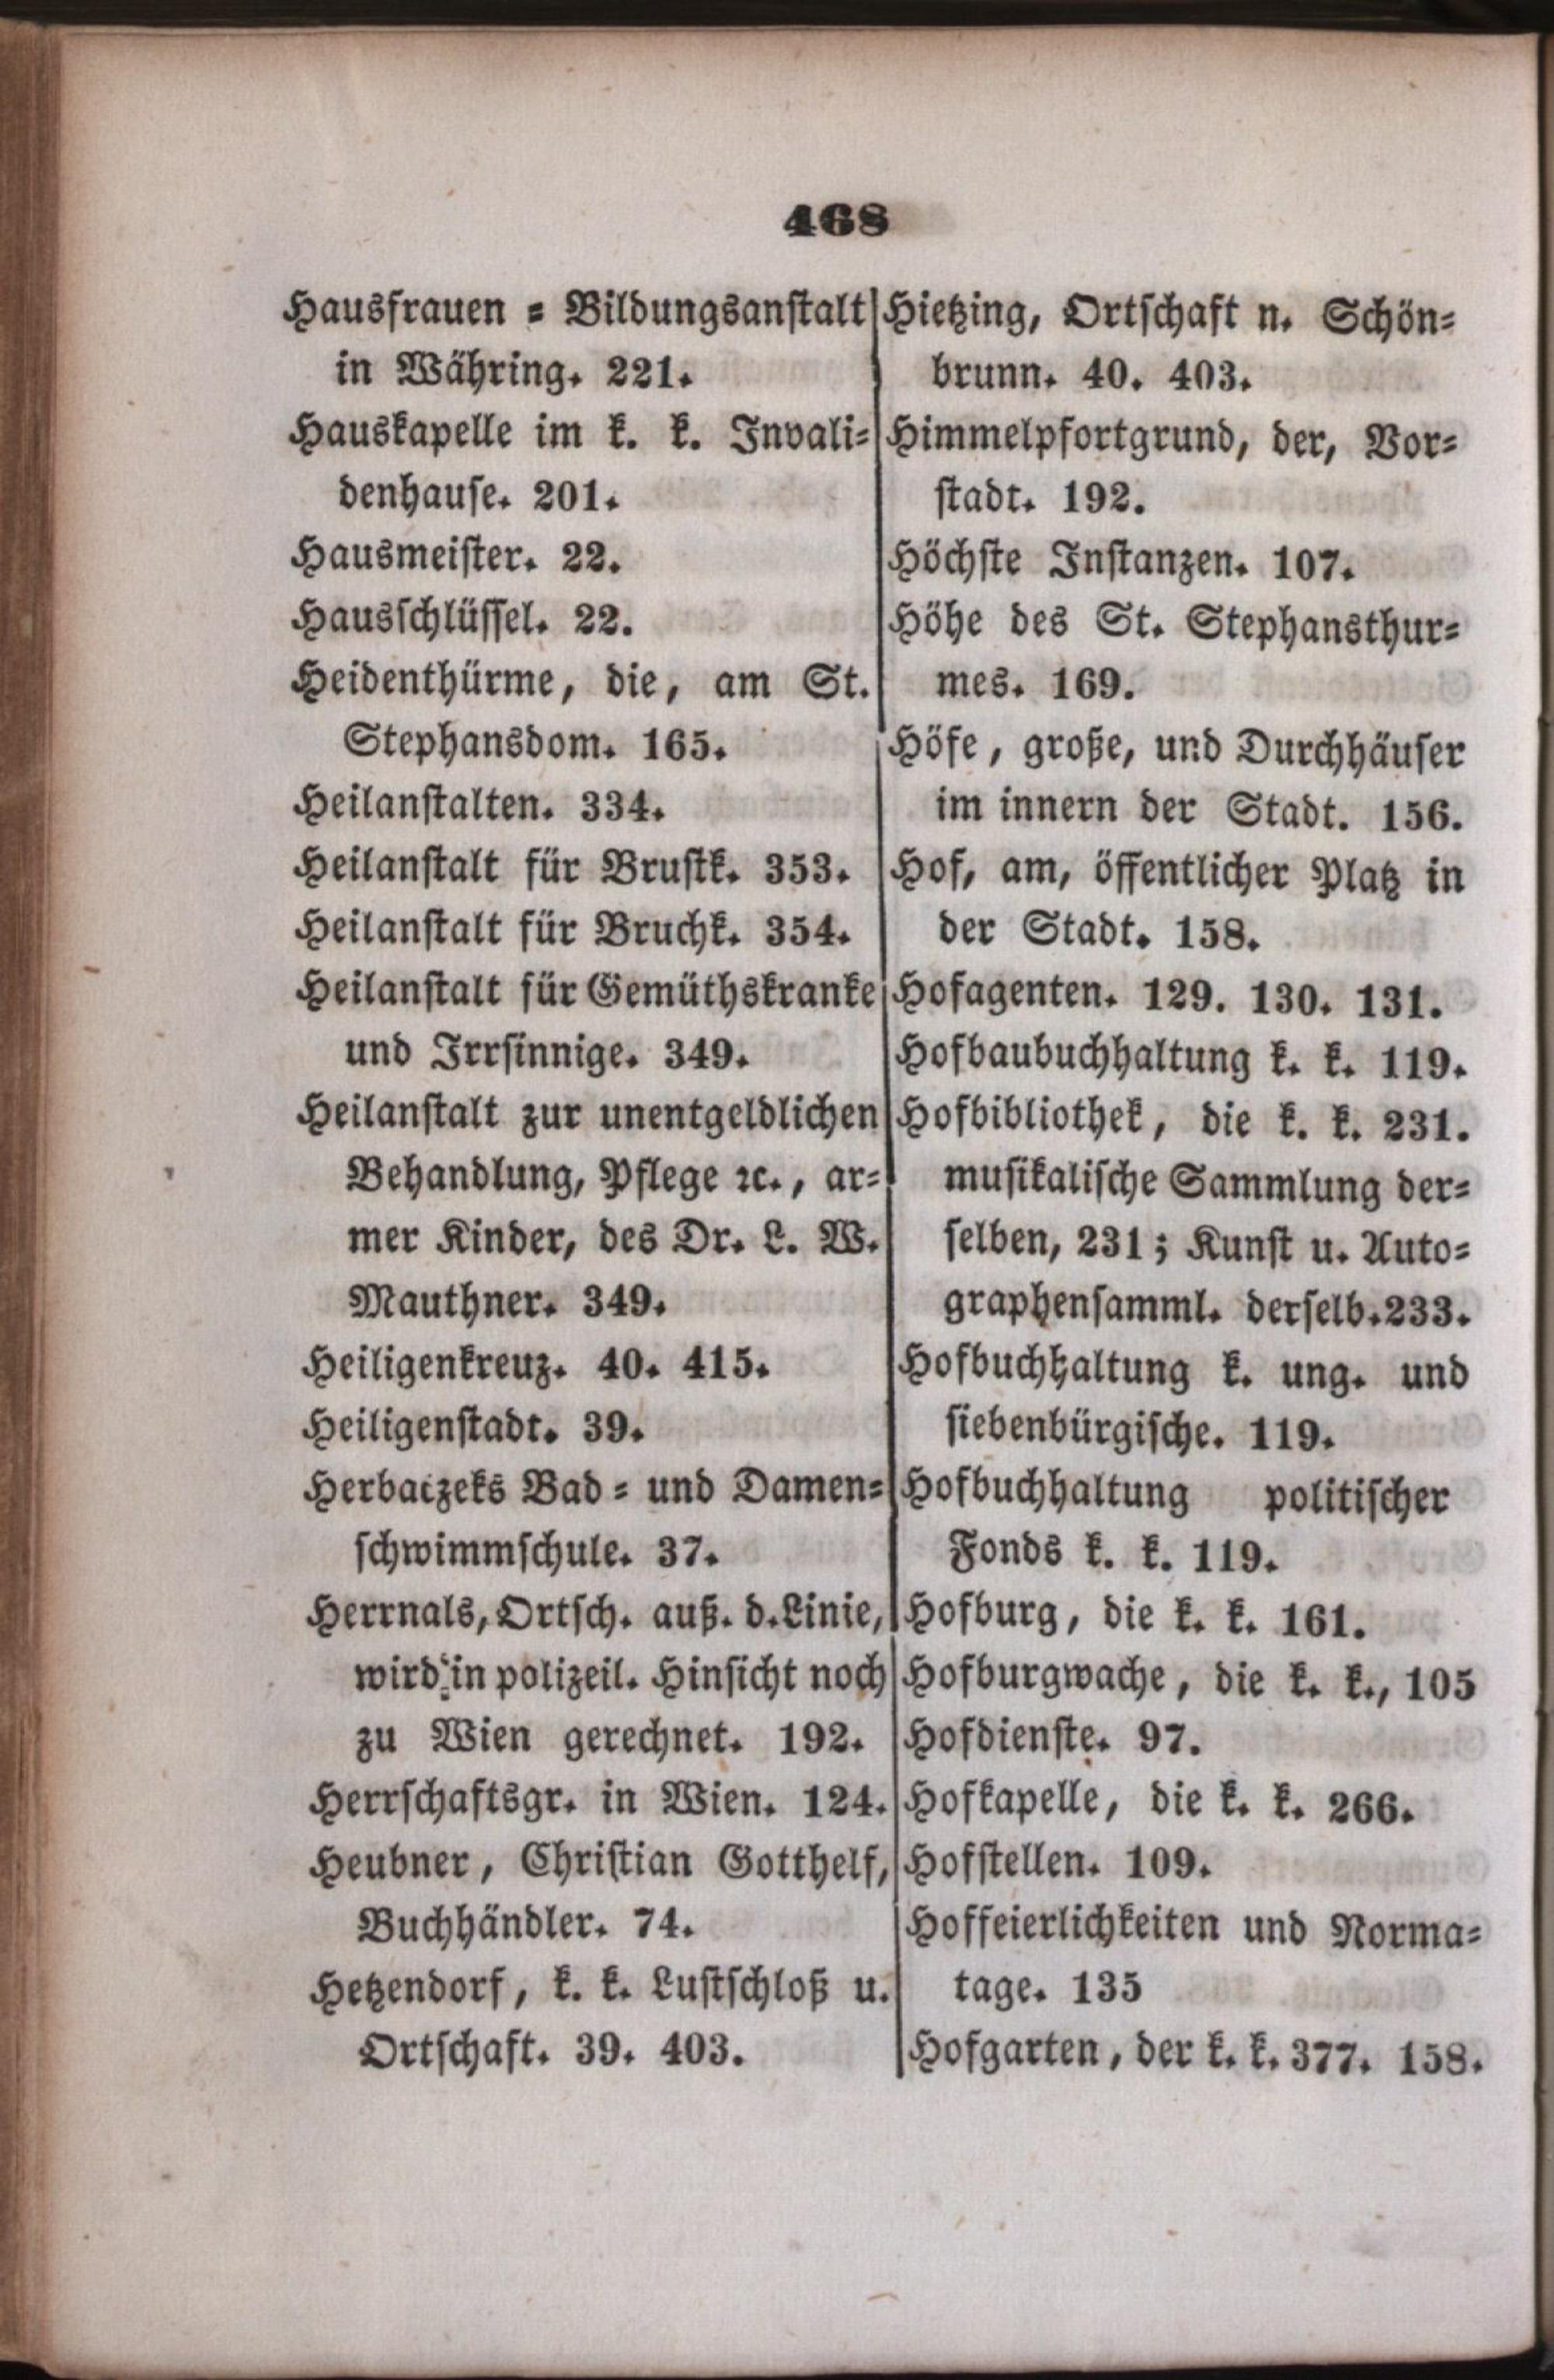 468
Hausfrauen = Bildungsanstalt
in Währing. 221.
Hauskapelle im k. k. Invali=
denhause. 201.
Hausmeister. 22.
Hausschlüssel. 22.
Heidenthürme, die, am St.
Stephansdom. 165.
Heilanstalten. 334.
Heilanstalt für Brustk. 353.
Heilanstalt für Bruchk. 354.
Heilanstalt für Gemüthskranke
und Irrsinnige. 349.
Heilanstalt zur unentgeldlichen
Behandlung, Pflege ꝛc., ar=
mer Kinder, des Dr. L. W.
Mauthner. 349.
Heiligenkreuz. 40. 415.
Heiligenstadt. 39.
Herbaczeks Bad = und Damen=
schwimmschule. 37.
Herrnals, Ortsch. auß. d. Linie,
wird in polizeil. Hinsicht noch
zu Wien gerechnet. 192.
Herrschaftsgr. in Wien. 124.
Heubner, Christian Gotthelf,
Buchhändler. 74.
Hetzendorf, k. k. Lustschloß u.
Ortschaft. 39. 403.
Hietzing, Ortschaft n. Schön=
brunn. 40. 403.
Himmelpfortgrund, der, Vor=
stadt. 192.
Höchste Instanzen. 107.
Höhe des St. Stephansthur=
mes. 169.
Höfe, große, und Durchhäuser
im innern der Stadt. 156.
Hof, am, öffentlicher Platz in
der Stadt. 158.
Hofagenten. 129. 130. 131.
Hofbaubuchhaltung k. k. 119.
Hofbibliothek, die k. k. 231.
musikalische Sammlung der=
selben, 231; Kunst u. Auto=
graphensamml. derselb. 233.
Hofbuchhaltung k. ung. und
siebenbürgische. 119.
Hofbuchhaltung politischer
Fonds k. k. 119.
Hofburg, die k. k. 161.
Hofburgwache, die k. k., 105
Hofdienste. 97.
Hofkapelle, die k. k. 266.
Hofstellen. 109.
Hoffeierlichkeiten und Norma=
tage. 135
Hofgarten, der k. k. 377. 158.